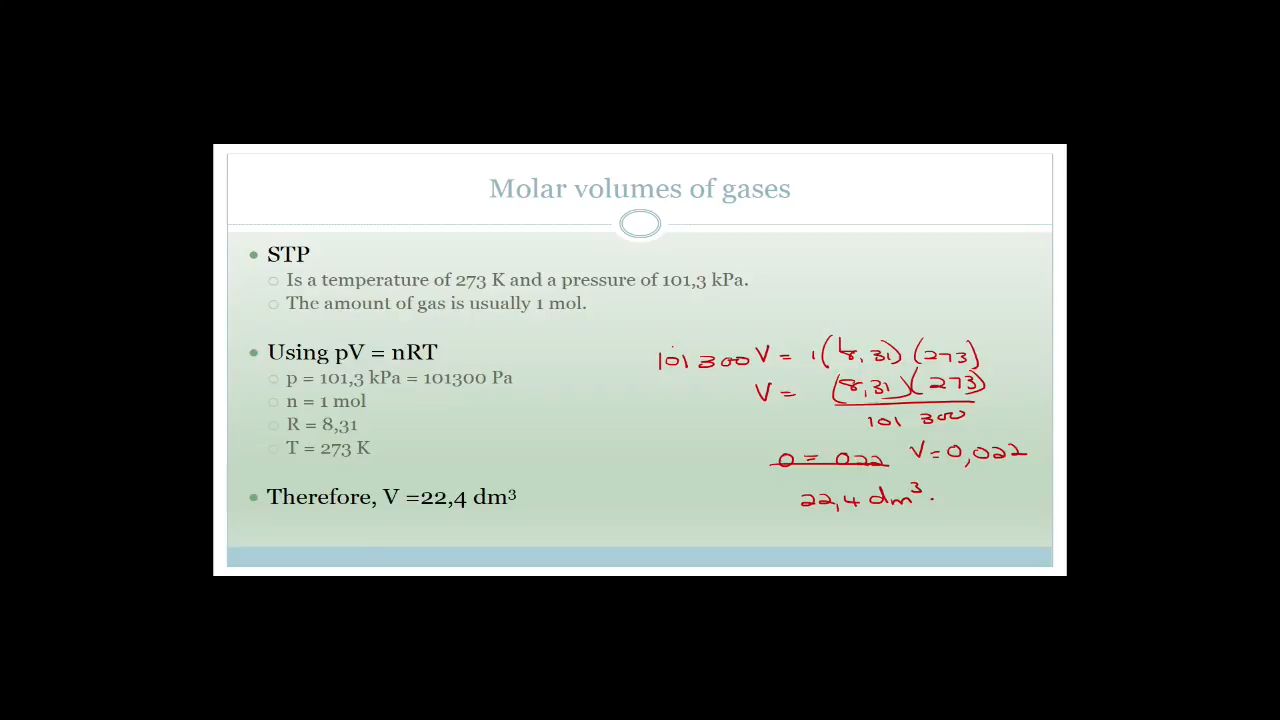 Molar volumes of gases
STP
Is a temperature of 273 K and a pressure of 101,3 kPa.
The amount of gas is usually 1 mol.
Using pV = nRT
p = 101,3 kPa = 101300 Pa
n = 1 mol
R = 8,31
T = 273 K
Therefore, V =22,4 dm³
101 300 V = 1(8,31)(273)
V = (8,31)(273)
101 300
0 = 022 V = 0,022
22,4 dm³.